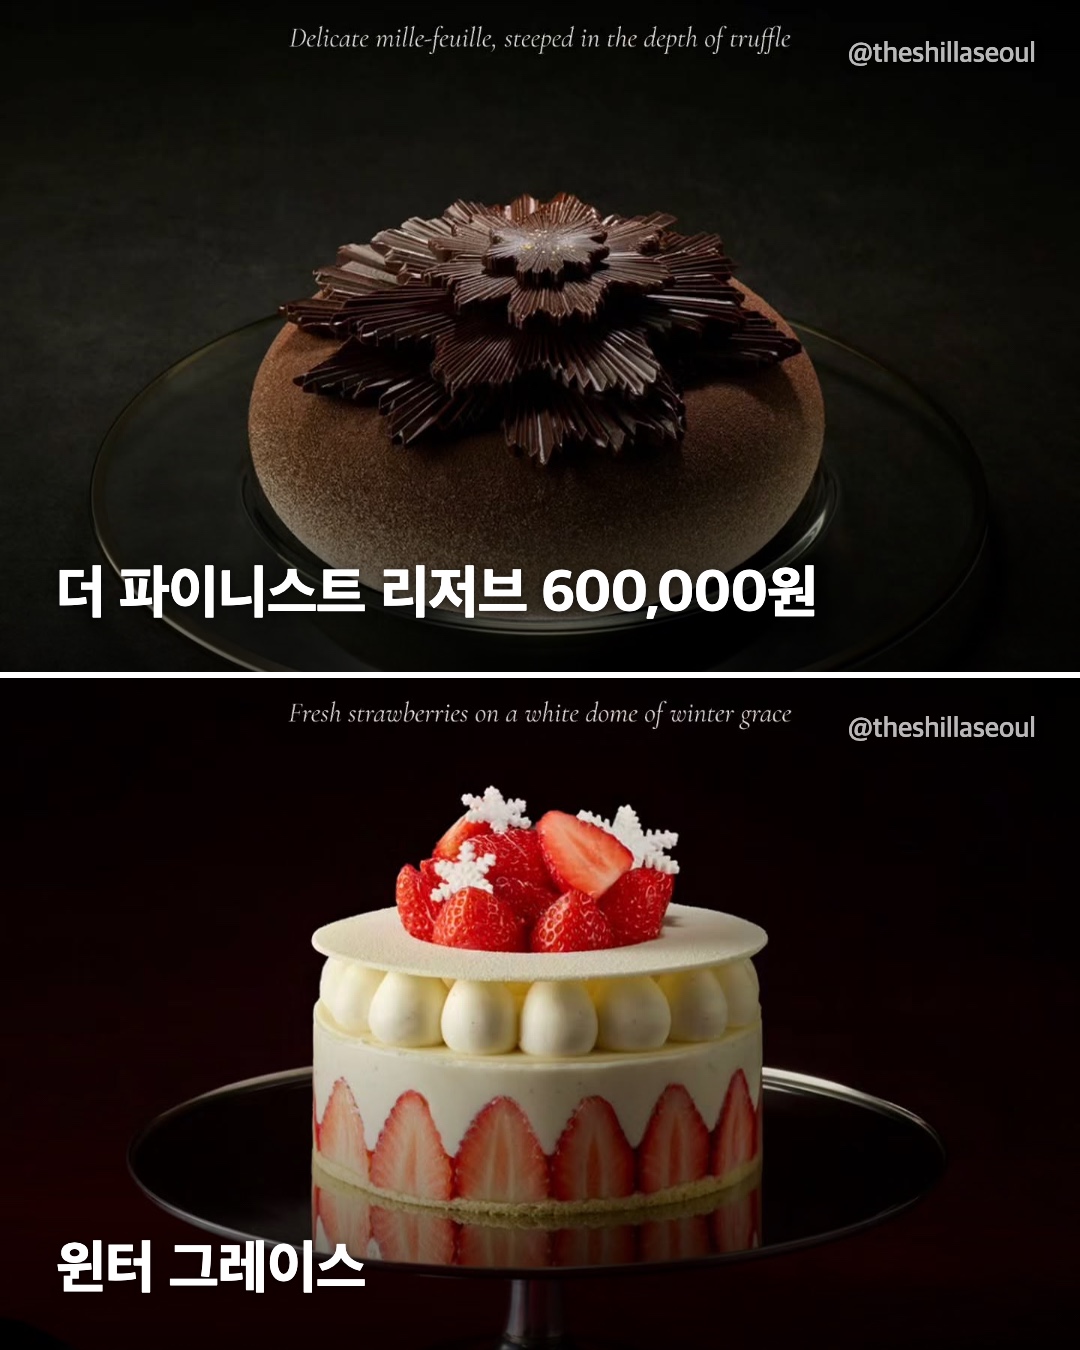 Delicate mille-feuille, steeped in the depth of truffle
@theshillaseoul
더 파이니스트 리저브 600,000원
Fresh strawberries on a white dome of winter grace
@theshillaseoul
윈터 그레이스